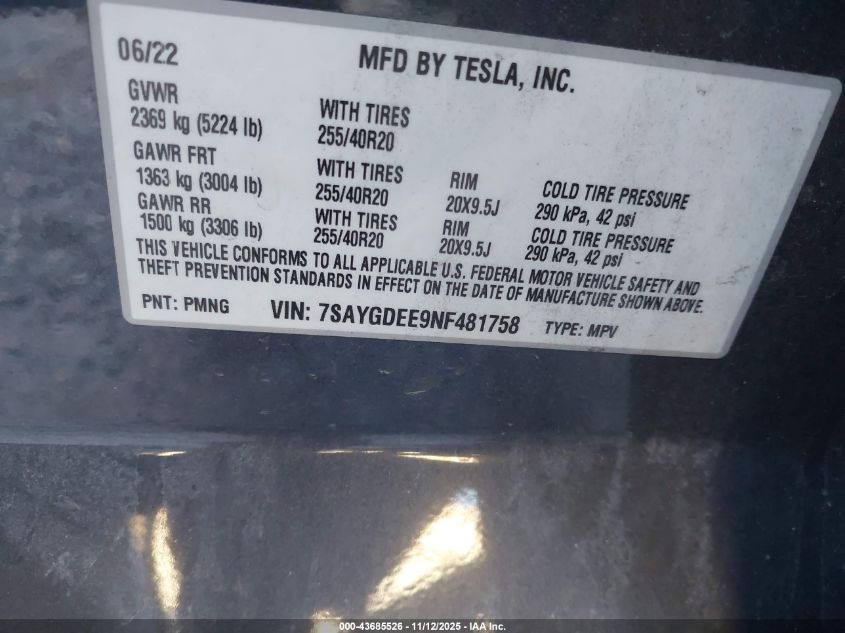 06/22
MFD BY TESLA, INC.
GVWR
2369 kg (5224 lb)
WITH TIRES
255/40R20
GAWR FRT
1363 kg (3004 lb)
WITH TIRES
255/40R20
RIM
20X9.5J
COLD TIRE PRESSURE
290 kPa, 42 psi
GAWR RR
1500 kg (3306 lb)
WITH TIRES
255/40R20
RIM
20X9.5J
COLD TIRE PRESSURE
290 kPa, 42 psi
THIS VEHICLE CONFORMS TO ALL APPLICABLE U.S. FEDERAL MOTOR VEHICLE SAFETY AND
THEFT PREVENTION STANDARDS IN EFFECT ON THE DATE OF MANUFACTURE SHOWN ABOVE.
PNT: PMNG VIN: 7SAYGDEE9NF481758 TYPE: MPV
000-43685526 - 11/12/2025 - IAA Inc.